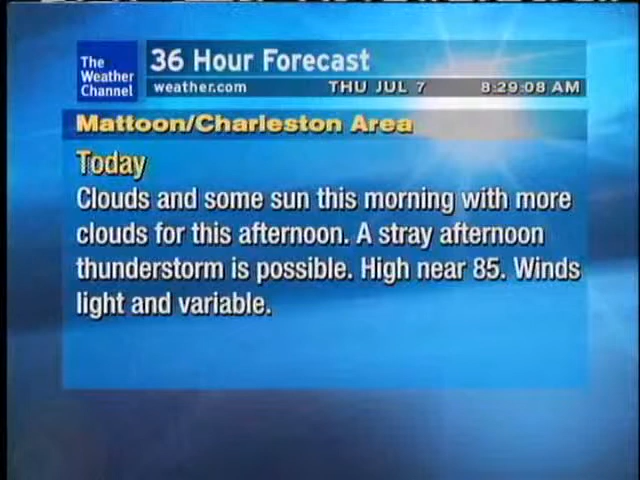 The
Weather
Channel
36 Hour Forecast
weather.com THU JUL 7 8:29:08 AM
Mattoon/Charleston Area
Today
Clouds and some sun this morning with more
clouds for this afternoon. A stray afternoon
thunderstorm is possible. High near 85. Winds
light and variable.